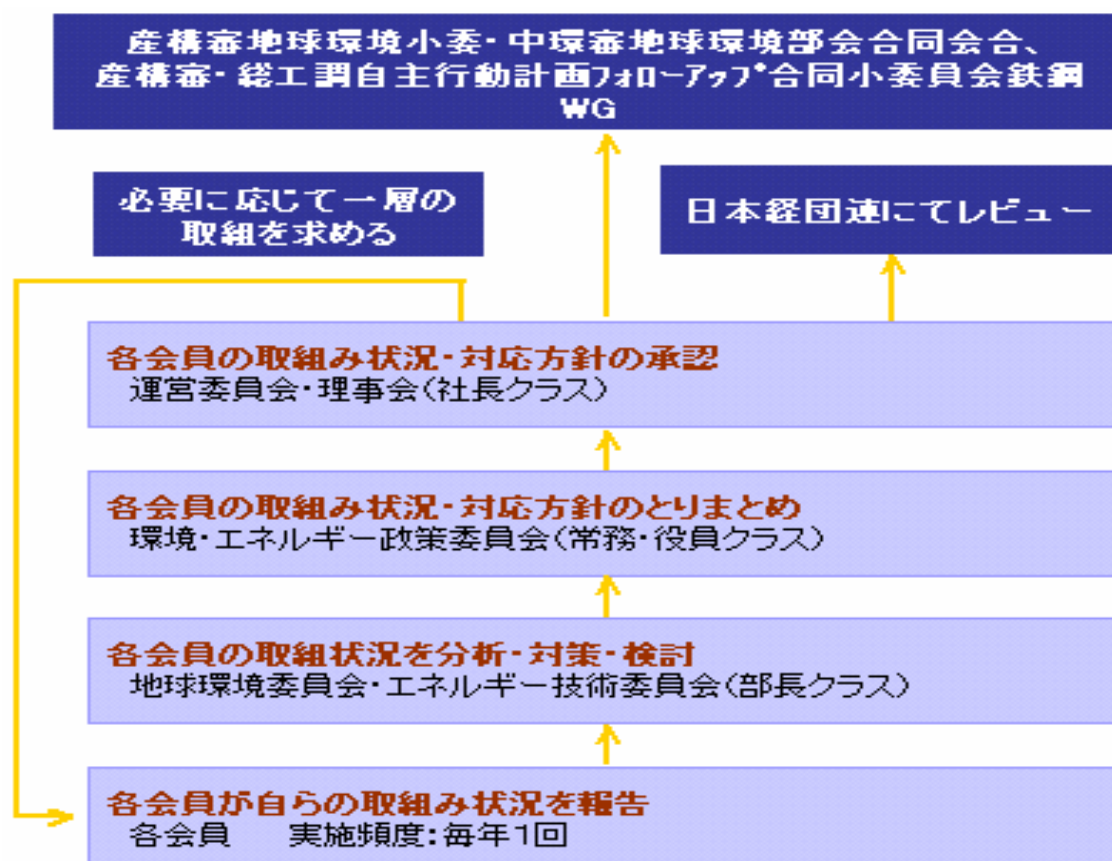 産構審地球環境小委・中環審地球環境部会合同会合、
産構審・総工調自主行動計画ﾌｫﾛｰｱｯﾌﾟ合同小委員会鉄鋼
WG
必要に応じて一層の
取組を求める
日本経団連にてレビュー
各会員の取組み状況・対応方針の承認
運営委員会・理事会(社長クラス)
各会員の取組み状況・対応方針のとりまとめ
環境・エネルギー政策委員会(常務・役員クラス)
各会員の取組状況を分析・対策・検討
地球環境委員会・エネルギー技術委員会(部長クラス)
各会員が自らの取組み状況を報告
各会員　　実施頻度:毎年1回